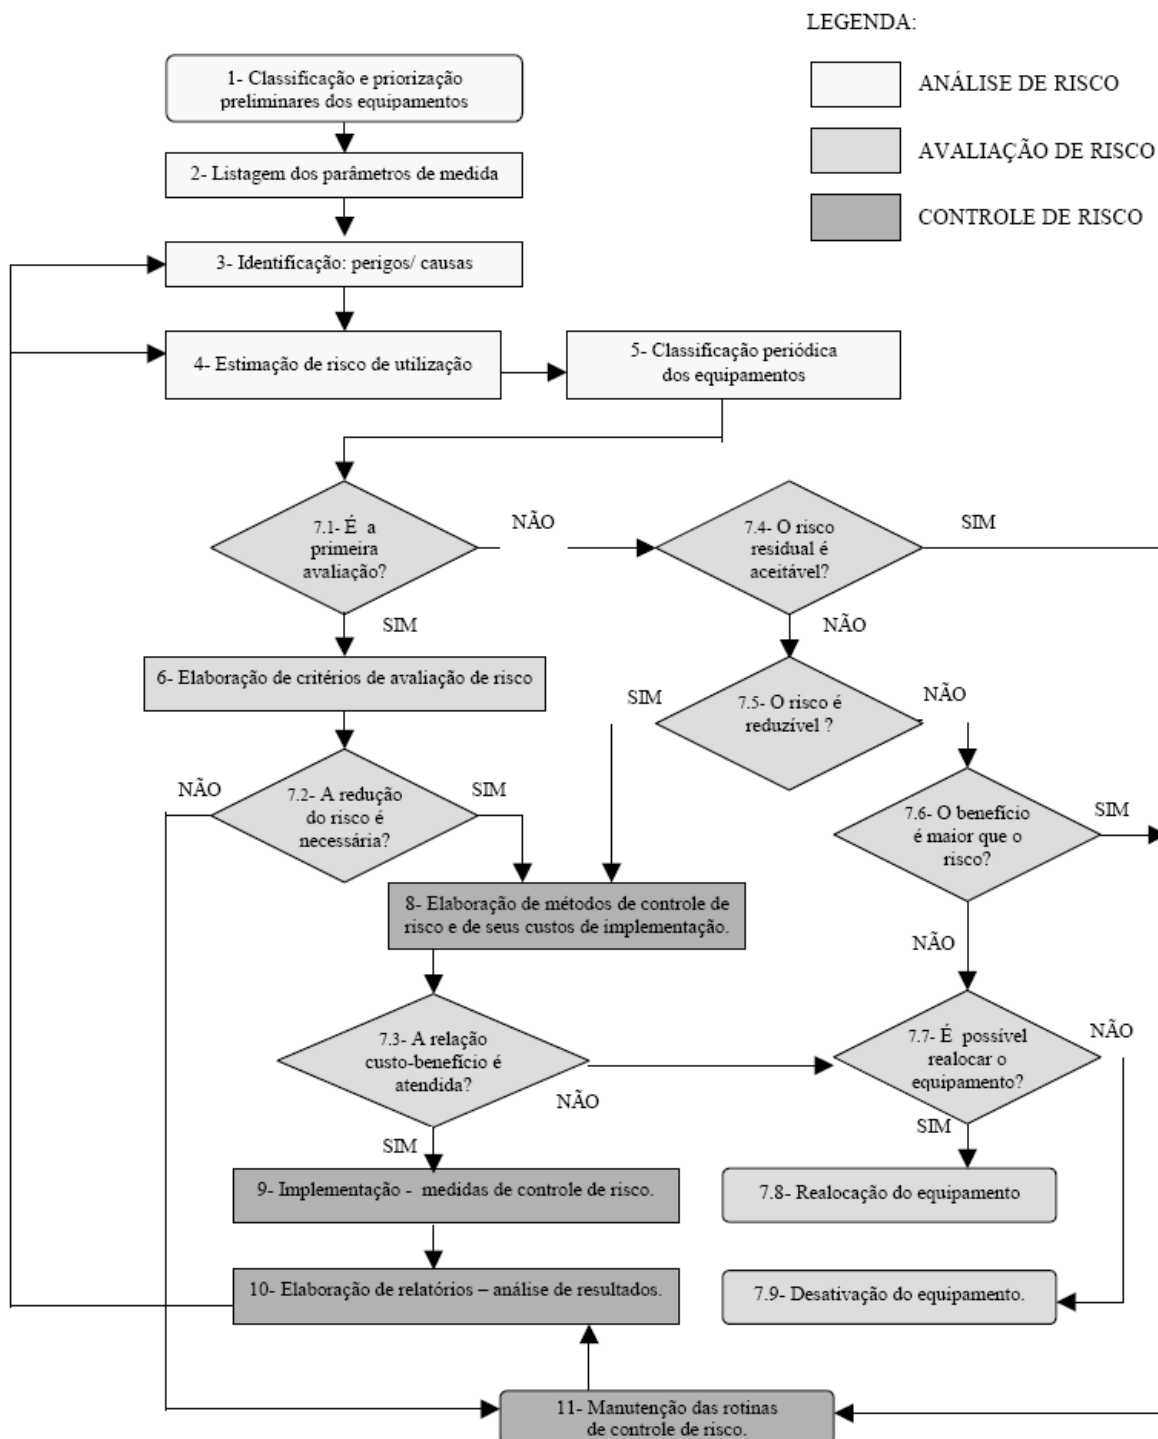 LEGENDA:
ANÁLISE DE RISCO
AVALIAÇÃO DE RISCO
CONTROLE DE RISCO
1- Classificação e priorização
preliminares dos equipamentos
2- Listagem dos parâmetros de medida
3- Identificação: perigos/ causas
4- Estimação de risco de utilização
5- Classificação periódica
dos equipamentos
7.1- É a
primeira
avaliação?
NÃO
7.4- O risco
residual é
aceitável?
SIM
SIM
NÃO
6- Elaboração de critérios de avaliação de risco
SIM
7.5- O risco é
reduzível ?
NÃO
NÃO
7.2- A redução
do risco é
necessária?
SIM
7.6- O benefício
é maior que o
risco?
SIM
8- Elaboração de métodos de controle de
risco e de seus custos de implementação.
NÃO
7.3- A relação
custo-benefício é
atendida?
NÃO
7.7- É possível
realocar o
equipamento?
NÃO
SIM
SIM
9- Implementação - medidas de controle de risco.
7.8- Realocação do equipamento
10- Elaboração de relatórios – análise de resultados.
7.9- Desativação do equipamento.
11- Manutenção das rotinas
de controle de risco.